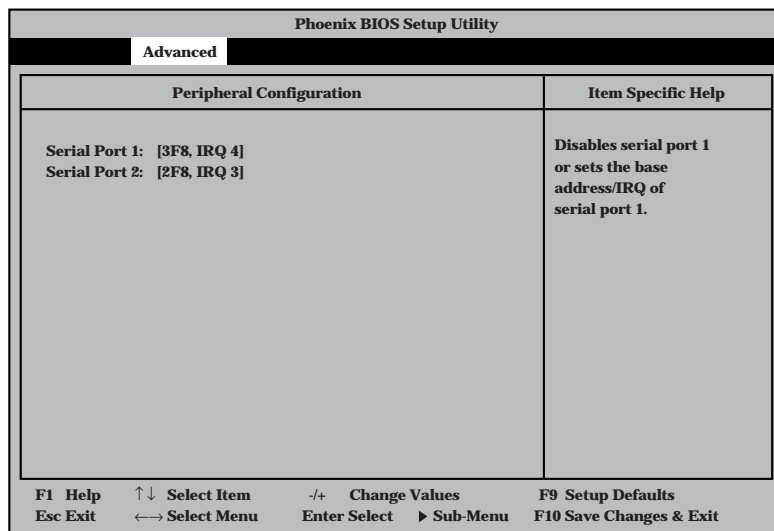 Phoenix BIOS Setup Utility
Advanced
Peripheral Configuration
Item Specific Help
Serial Port 1: [3F8, IRQ 4]
Serial Port 2: [2F8, IRQ 3]
Disables serial port 1
or sets the base
address/IRQ of
serial port 1.
F1 Help ↑↓ Select Item -/+ Change Values F9 Setup Defaults
Esc Exit ←→ Select Menu Enter Select ▶ Sub-Menu F10 Save Changes & Exit